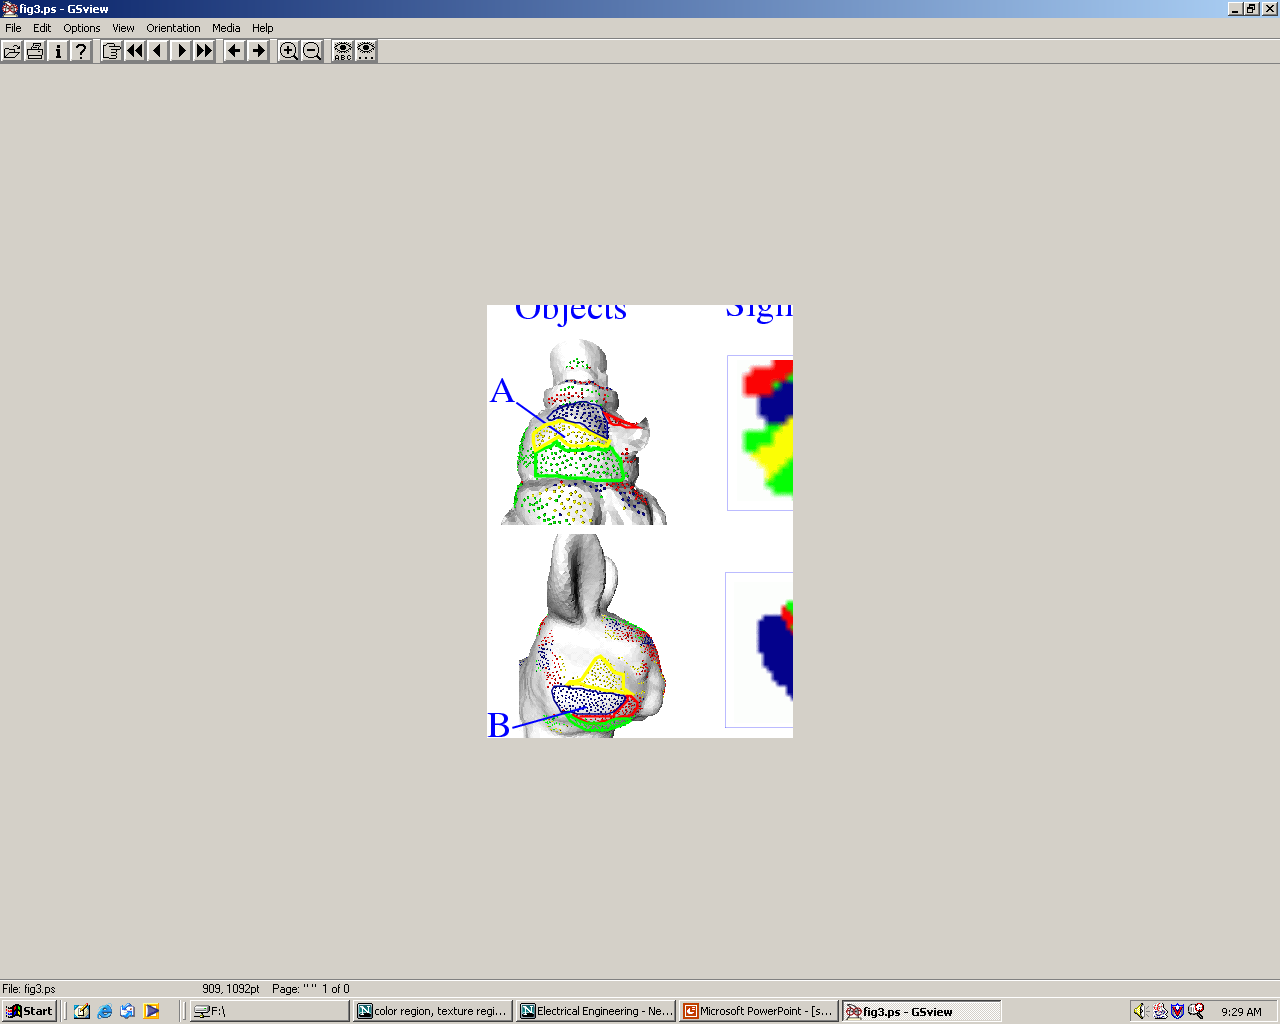 fig3.ps - GSview
File Edit Options View Orientation Media Help
ABC
Objects
A
B
File: fig3.ps 909, 1092pt Page: " " 1 of 0
Start F:\ color region, texture regi... Electrical Engineering - Ne... Microsoft PowerPoint - [s... fig3.ps - GSview 9:29 AM